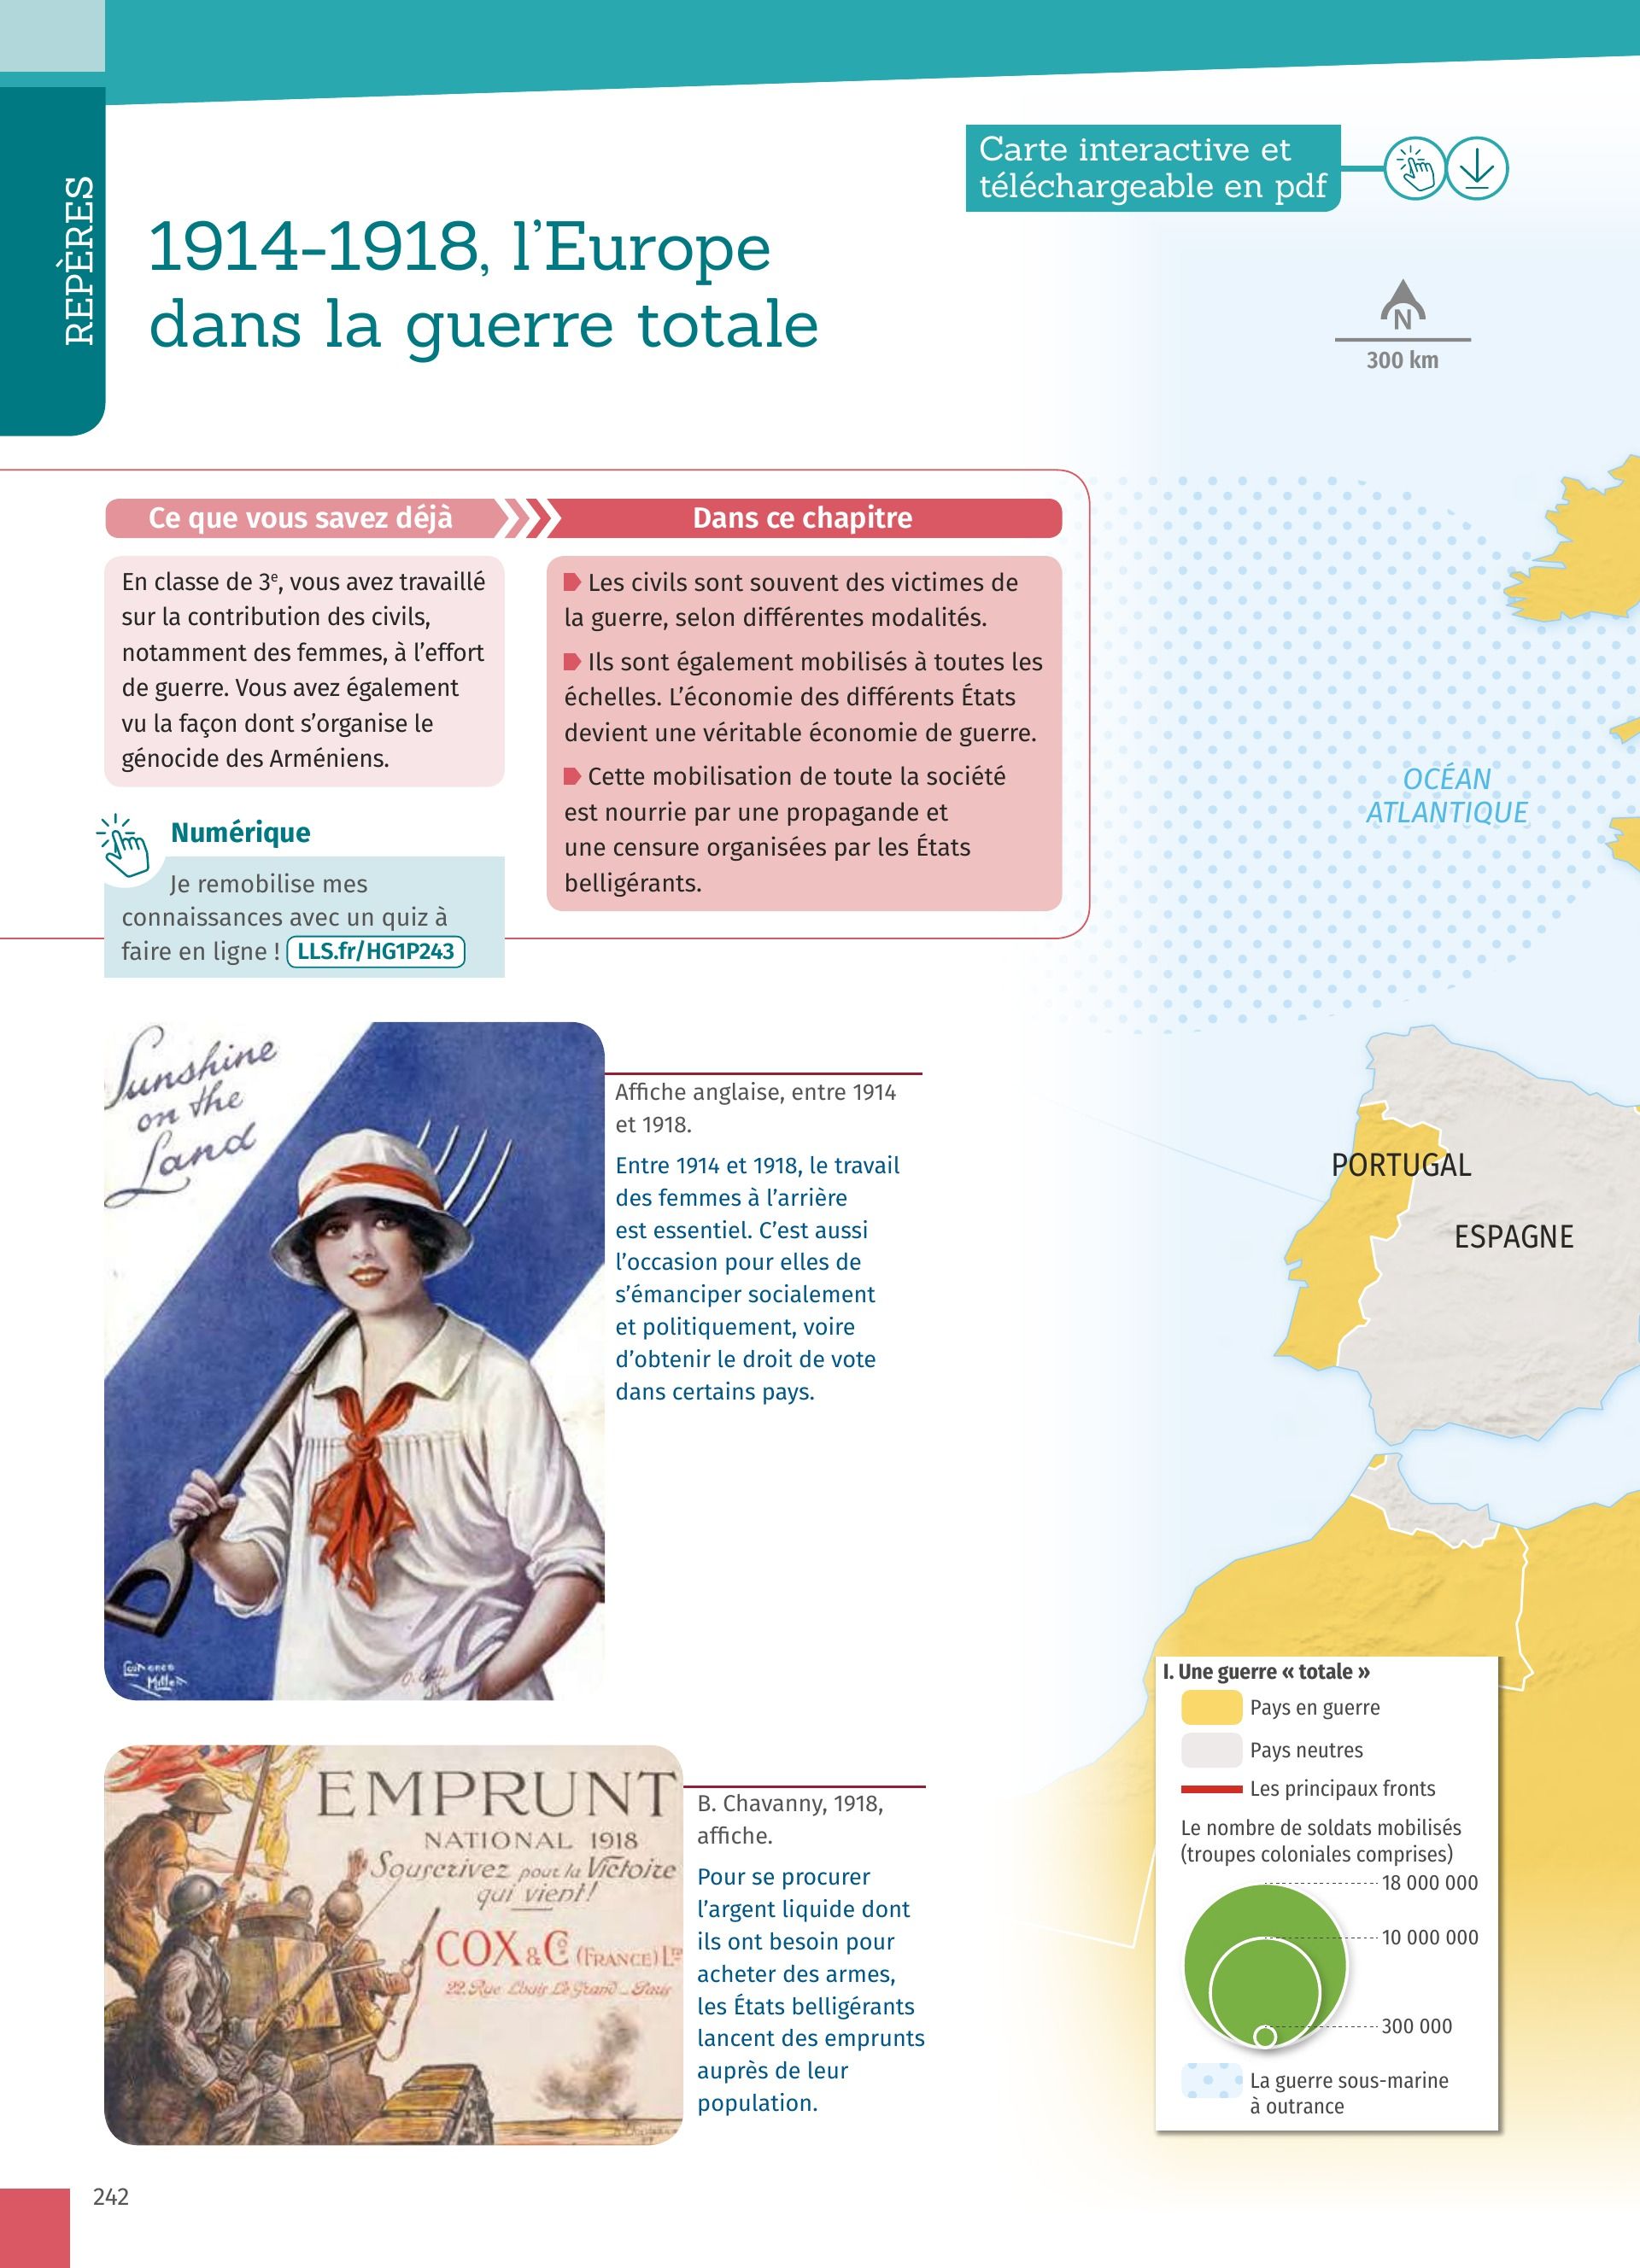 REPÈRES
Carte interactive et
téléchargeable en pdf
1914-1918, l’Europe
dans la guerre totale
N
300 km
Ce que vous savez déjà
En classe de 3e, vous avez travaillé
sur la contribution des civils,
notamment des femmes, à l’effort
de guerre. Vous avez également
vu la façon dont s’organise le
génocide des Arméniens.
Numérique
Je remobilise mes
connaissances avec un quiz à
faire en ligne ! LLS.fr/HG1P243
Dans ce chapitre
Les civils sont souvent des victimes de
la guerre, selon différentes modalités.
Ils sont également mobilisés à toutes les
échelles. L’économie des différents États
devient une véritable économie de guerre.
Cette mobilisation de toute la société
est nourrie par une propagande et
une censure organisées par les États
belligérants.
OCÉAN
ATLANTIQUE
PORTUGAL
ESPAGNE
Sunshine
on the
Land
Affiche anglaise, entre 1914
et 1918.
Entre 1914 et 1918, le travail
des femmes à l’arrière
est essentiel. C’est aussi
l’occasion pour elles de
s’émanciper socialement
et politiquement, voire
d’obtenir le droit de vote
dans certains pays.
EMPRUNT
NATIONAL 1918
Souscrivez pour la Victoire
qui vient!
COX & Co (FRANCE) Ltd
22, Rue Louis Le Grand _ Paris
B. Chavanny, 1918,
affiche.
Pour se procurer
l’argent liquide dont
ils ont besoin pour
acheter des armes,
les États belligérants
lancent des emprunts
auprès de leur
population.
I. Une guerre « totale »
Pays en guerre
Pays neutres
Les principaux fronts
Le nombre de soldats mobilisés
(troupes coloniales comprises)
18 000 000
10 000 000
300 000
La guerre sous-marine
à outrance
242